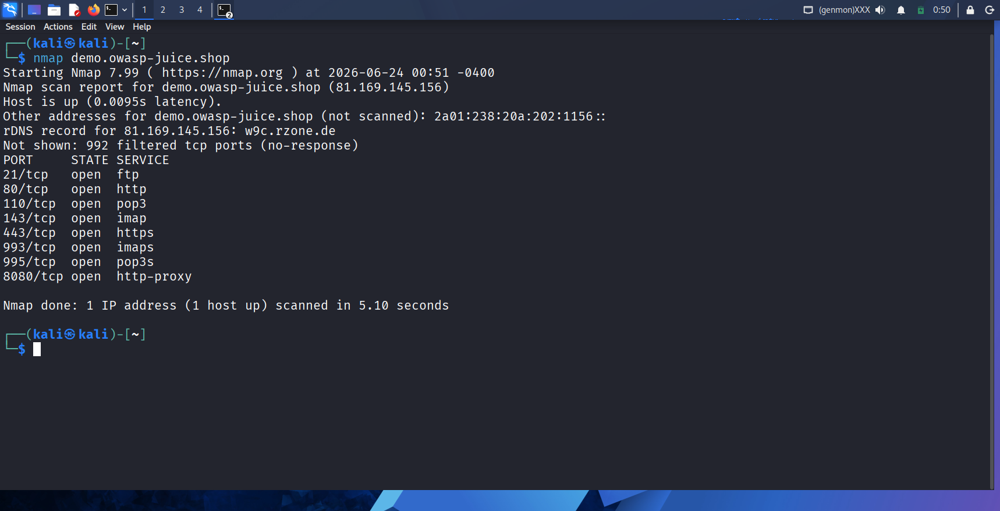 1 2 3 4 2 (genmon)XXX 0:50
Session Actions Edit View Help
┌──(kali㉿kali)-[~]
└─$ nmap demo.owasp-juice.shop
Starting Nmap 7.99 ( https://nmap.org ) at 2026-06-24 00:51 -0400
Nmap scan report for demo.owasp-juice.shop (81.169.145.156)
Host is up (0.0095s latency).
Other addresses for demo.owasp-juice.shop (not scanned): 2a01:238:20a:202:1156::
rDNS record for 81.169.145.156: w9c.rzone.de
Not shown: 992 filtered tcp ports (no-response)
PORT     STATE SERVICE
21/tcp   open  ftp
80/tcp   open  http
110/tcp  open  pop3
143/tcp  open  imap
443/tcp  open  https
993/tcp  open  imaps
995/tcp  open  pop3s
8080/tcp open  http-proxy
Nmap done: 1 IP address (1 host up) scanned in 5.10 seconds
┌──(kali㉿kali)-[~]
└─$